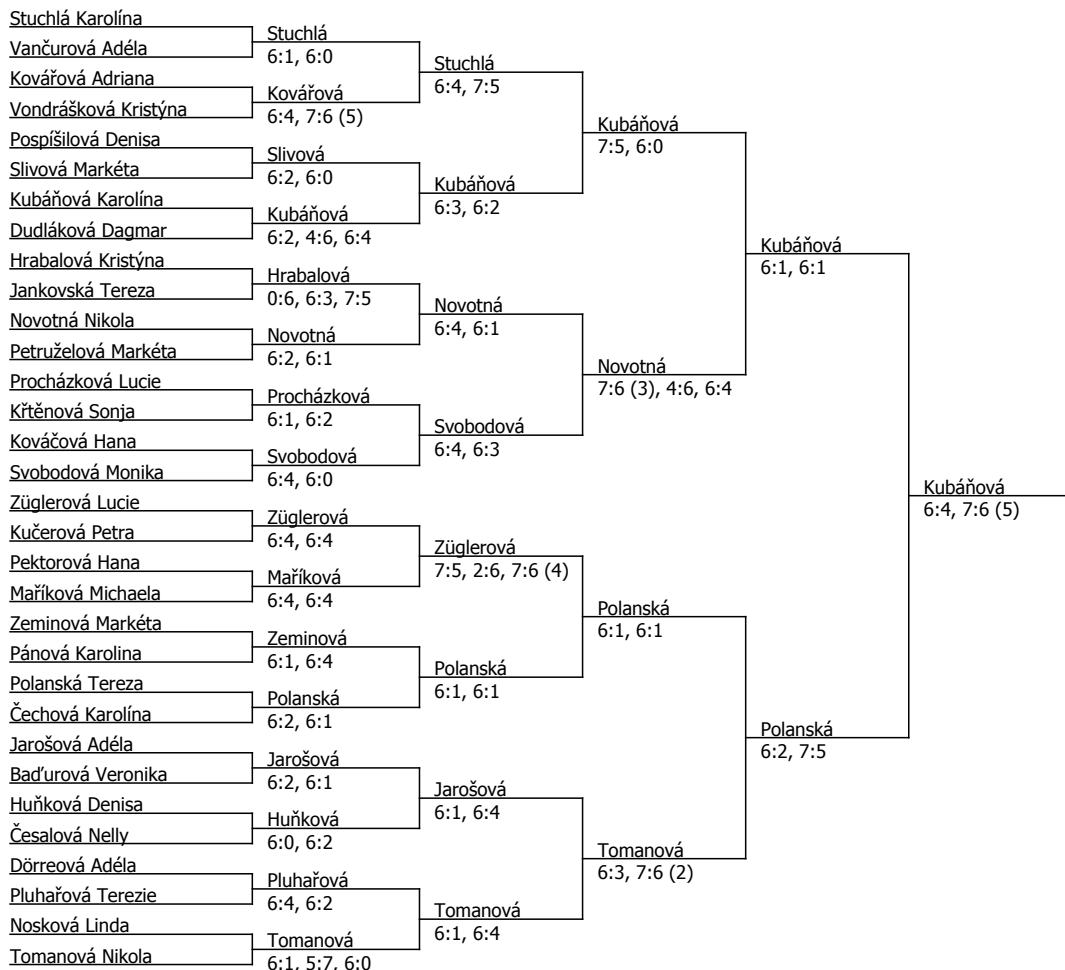 Stuchlá Karolína
Vančurová Adéla
Kovářová Adriana
Vondrášková Kristýna
Pospíšilová Denisa
Slivová Markéta
Kubáňová Karolína
Dudláková Dagmar
Hrabalová Kristýna
Jankovská Tereza
Novotná Nikola
Petruželová Markéta
Procházková Lucie
Křtěnová Sonja
Kováčová Hana
Svobodová Monika
Züglerová Lucie
Kučerová Petra
Pektorová Hana
Maříková Michaela
Zeminová Markéta
Pánová Karolina
Polanská Tereza
Čechová Karolína
Jarošová Adéla
Baďurová Veronika
Huňková Denisa
Česalová Nelly
Dörreová Adéla
Pluhařová Terezie
Nosková Linda
Tomanová Nikola
Stuchlá
6:1, 6:0
Kovářová
6:4, 7:6 (5)
Slivová
6:2, 6:0
Kubáňová
6:2, 4:6, 6:4
Hrabalová
0:6, 6:3, 7:5
Novotná
6:2, 6:1
Procházková
6:1, 6:2
Svobodová
6:4, 6:0
Züglerová
6:4, 6:4
Maříková
6:4, 6:4
Zeminová
6:1, 6:4
Polanská
6:2, 6:1
Jarošová
6:2, 6:1
Huňková
6:0, 6:2
Pluhařová
6:4, 6:2
Tomanová
6:1, 5:7, 6:0
Stuchlá
6:4, 7:5
Kubáňová
6:3, 6:2
Novotná
6:4, 6:1
Svobodová
6:4, 6:3
Züglerová
7:5, 2:6, 7:6 (4)
Polanská
6:1, 6:1
Jarošová
6:1, 6:4
Tomanová
6:1, 6:4
Kubáňová
7:5, 6:0
Novotná
7:6 (3), 4:6, 6:4
Polanská
6:1, 6:1
Tomanová
6:3, 7:6 (2)
Kubáňová
6:1, 6:1
Polanská
6:2, 7:5
Kubáňová
6:4, 7:6 (5)